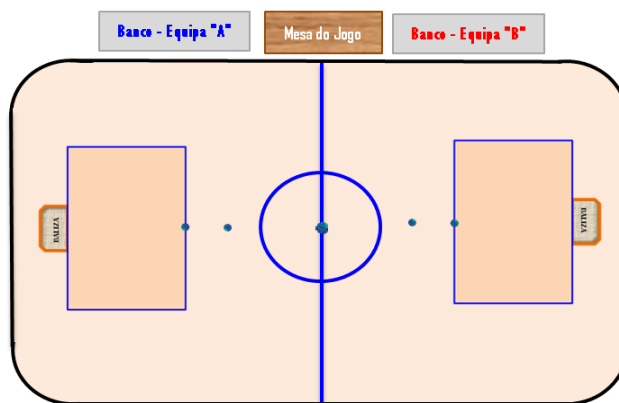 Banco - Equipa "A"
Mesa do Jogo
Banco - Equipa "B"
BALIZA
BALIZA